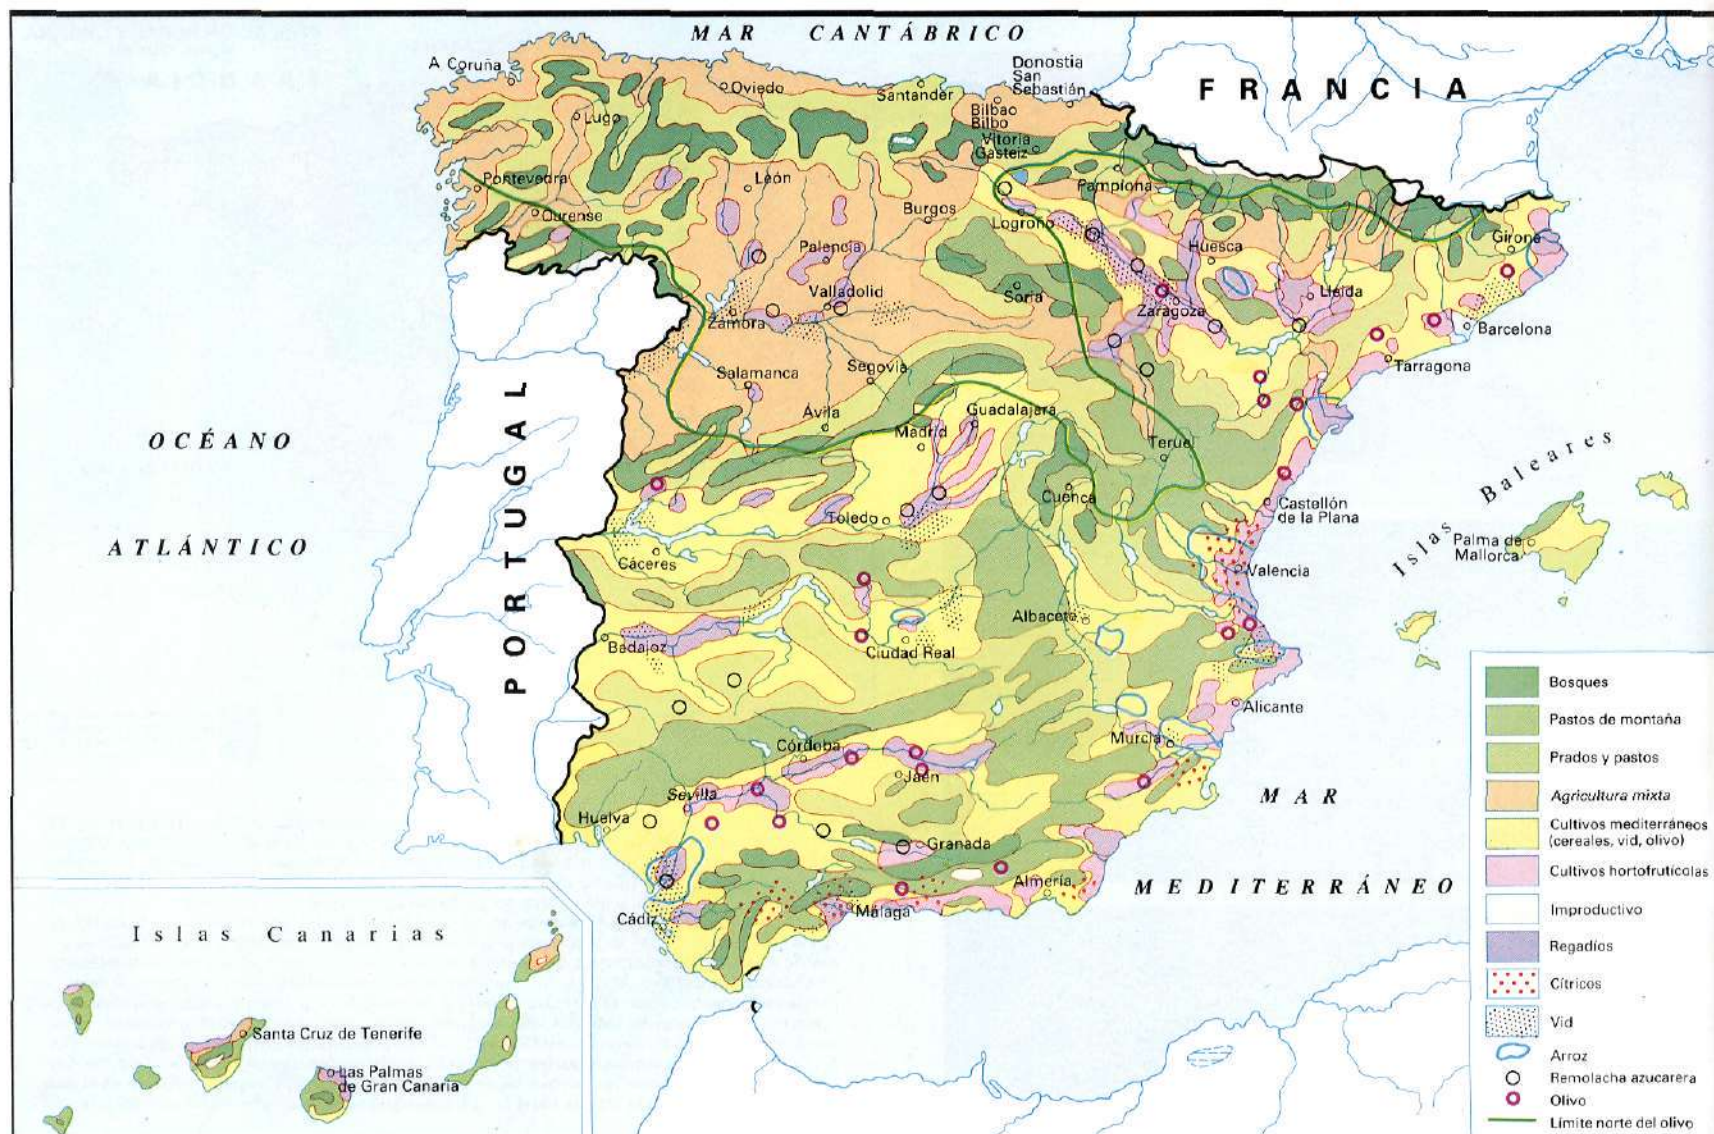 MAR CANTÁBRICO
A Coruña
Oviedo
Santander
Donostia
San
Sebastián
Bilbao
Bilbo
FRANCIA
Lugo
Vitoria
Gasteiz
Pontevedra
León
Pamplona
Ourense
Burgos
Logroño
Palencia
Huesca
Girona
Valladolid
Soria
Lleida
Zamora
Zaragoza
Barcelona
Salamanca
Segovia
Tarragona
Ávila
Guadalajara
Madrid
Teruel
OCÉANO
ATLÁNTICO
PORTUGAL
Cuenca
Castellón
de la Plana
Toledo
Islas Baleares
Palma de
Mallorca
Cáceres
Valencia
Albacete
Badajoz
Ciudad Real
Alicante
Murcia
Córdoba
Jaén
Sevilla
Huelva
MAR
MEDITERRÁNEO
Granada
Almería
Málaga
Cádiz
Islas Canarias
Santa Cruz de Tenerife
Las Palmas
de Gran Canaria
Bosques
Pastos de montaña
Prados y pastos
Agricultura mixta
Cultivos mediterráneos
(cereales, vid, olivo)
Cultivos hortofrutícolas
Improductivo
Regadíos
Cítricos
Vid
Arroz
Remolacha azucarera
Olivo
Límite norte del olivo